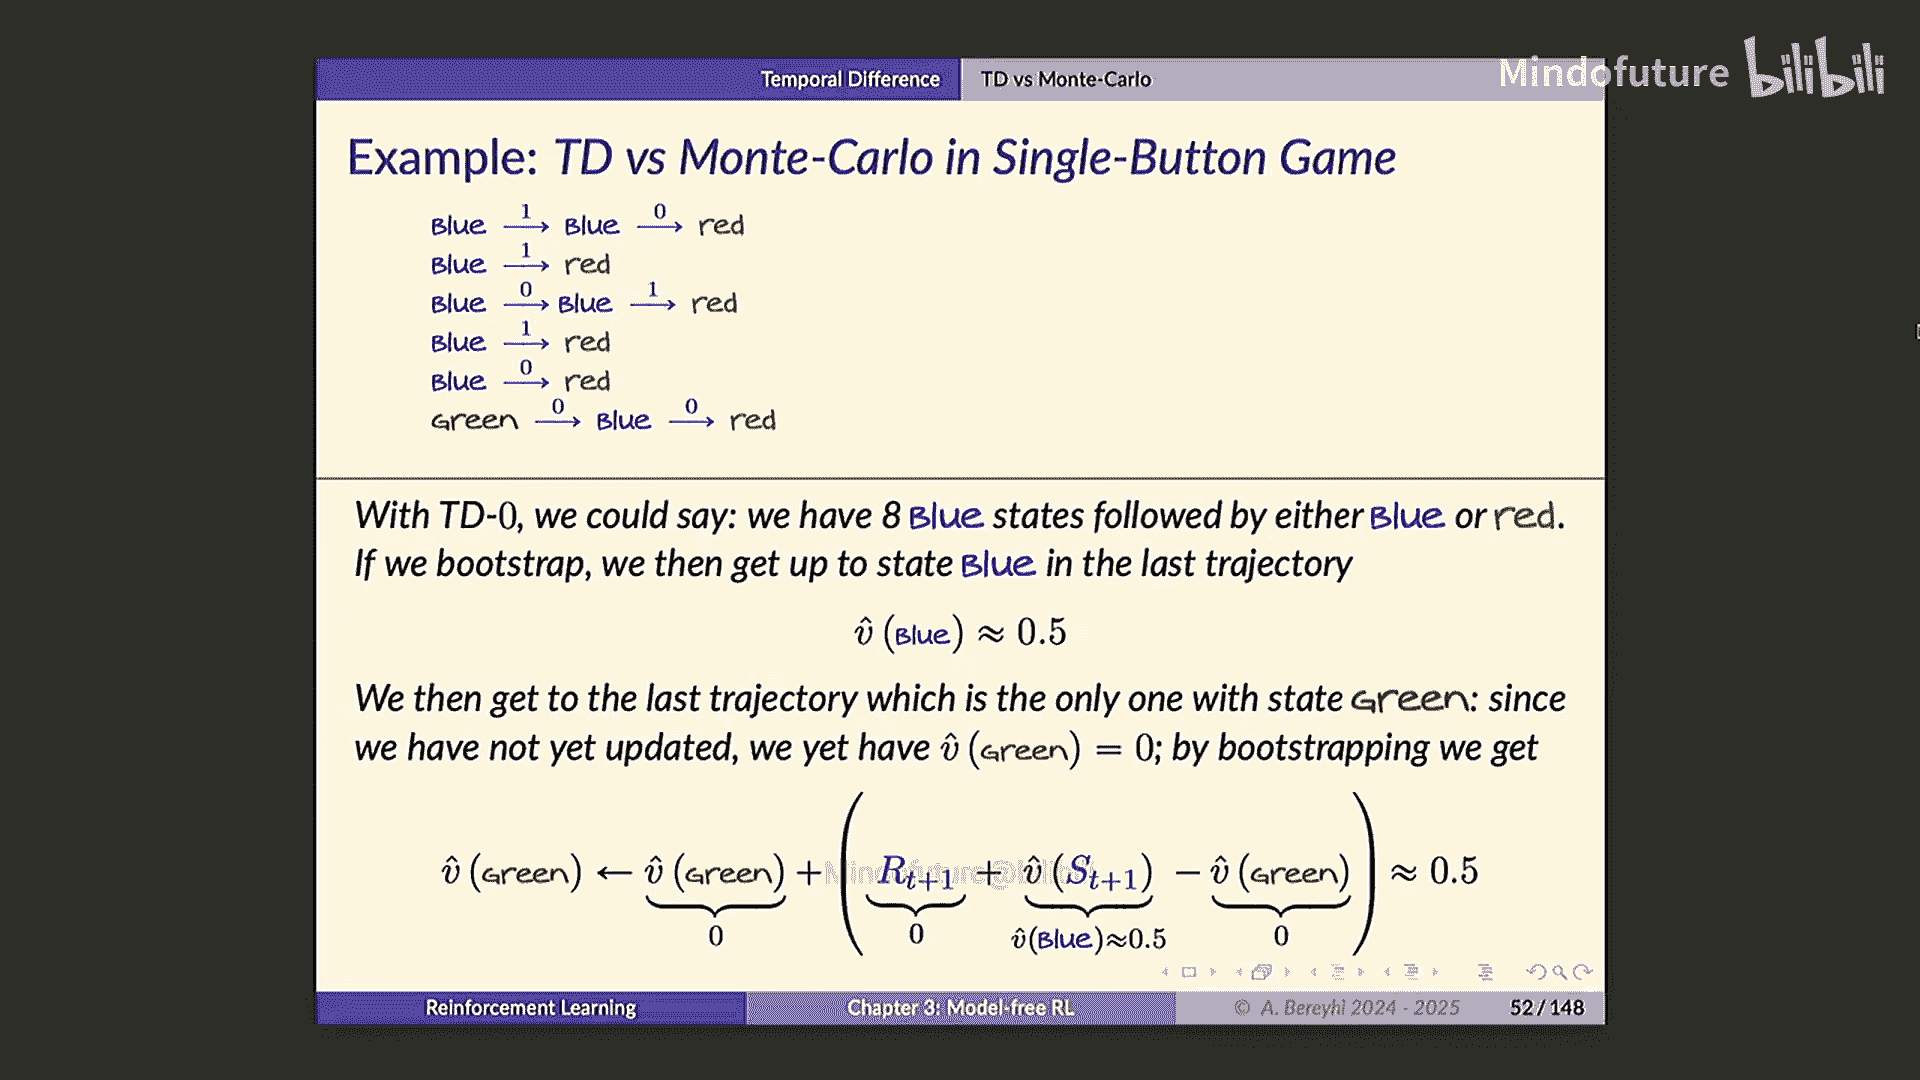 Mindofuture bilibili
Temporal Difference TD vs Monte-Carlo
Example: TD vs Monte-Carlo in Single-Button Game
Blue —1→ Blue —0→ red
Blue —1→ red
Blue —0→ Blue —1→ red
Blue —1→ red
Blue —0→ red
Green —0→ Blue —0→ red
With TD-0, we could say: we have 8 Blue states followed by either Blue or red.
If we bootstrap, we then get up to state Blue in the last trajectory
v̂ (Blue) ≈ 0.5
We then get to the last trajectory which is the only one with state Green: since
we have not yet updated, we yet have v̂ (Green) = 0; by bootstrapping we get
v̂ (Green) ← v̂ (Green) + ( R_{t+1} + v̂ (S_{t+1}) − v̂ (Green) ) ≈ 0.5
0 0 v̂(Blue)≈0.5 0
Mindofuture@bilibili
Reinforcement Learning Chapter 3: Model-free RL © A. Bereyhi 2024 - 2025 52 / 148